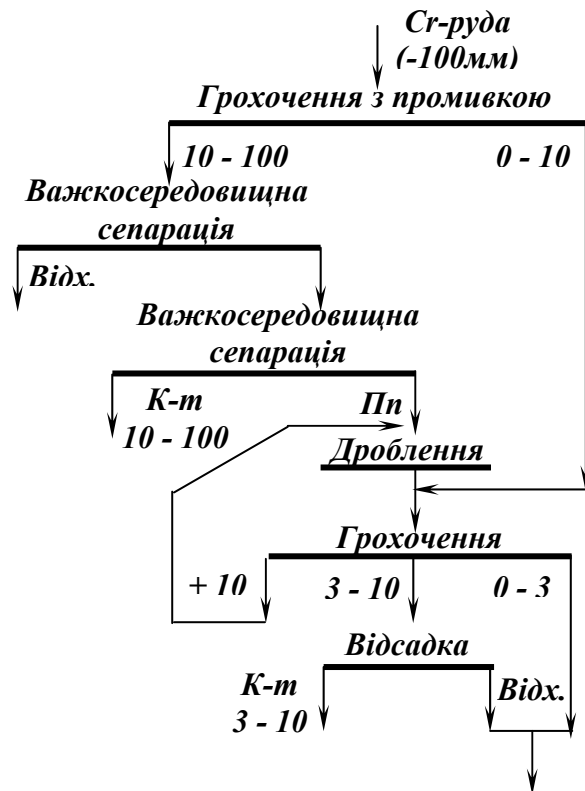 Cr-руда
(-100мм)
Грохочення з промивкою
10 - 100
0 - 10
Важкосередовищна
сепарація
Відх.
Важкосередовищна
сепарація
К-т
10 - 100
Пп
Дроблення
Грохочення
+ 10
3 - 10
0 - 3
Відсадка
К-т
3 - 10
Відх.